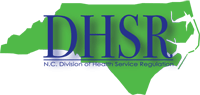 DHSR
N.C. Division of Health Service Regulation